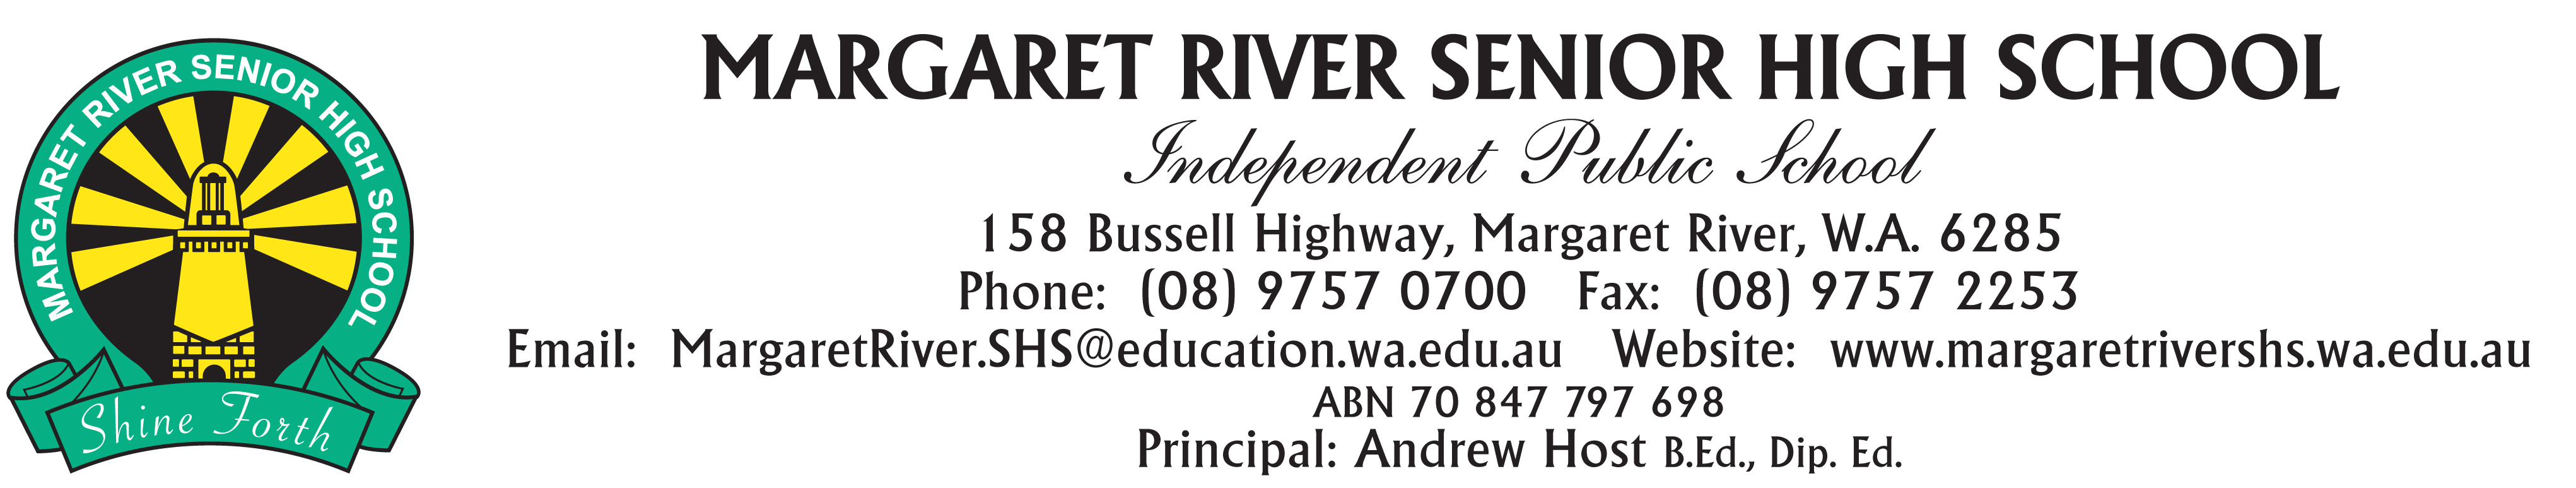 MARGARET RIVER SENIOR HIGH SCHOOL
Shine Forth
MARGARET RIVER SENIOR HIGH SCHOOL
Independent Public School
158 Bussell Highway, Margaret River, W.A. 6285
Phone: (08) 9757 0700 Fax: (08) 9757 2253
Email: MargaretRiver.SHS@education.wa.edu.au Website: www.margaretrivershs.wa.edu.au
ABN 70 847 797 698
Principal: Andrew Host B.Ed., Dip. Ed.